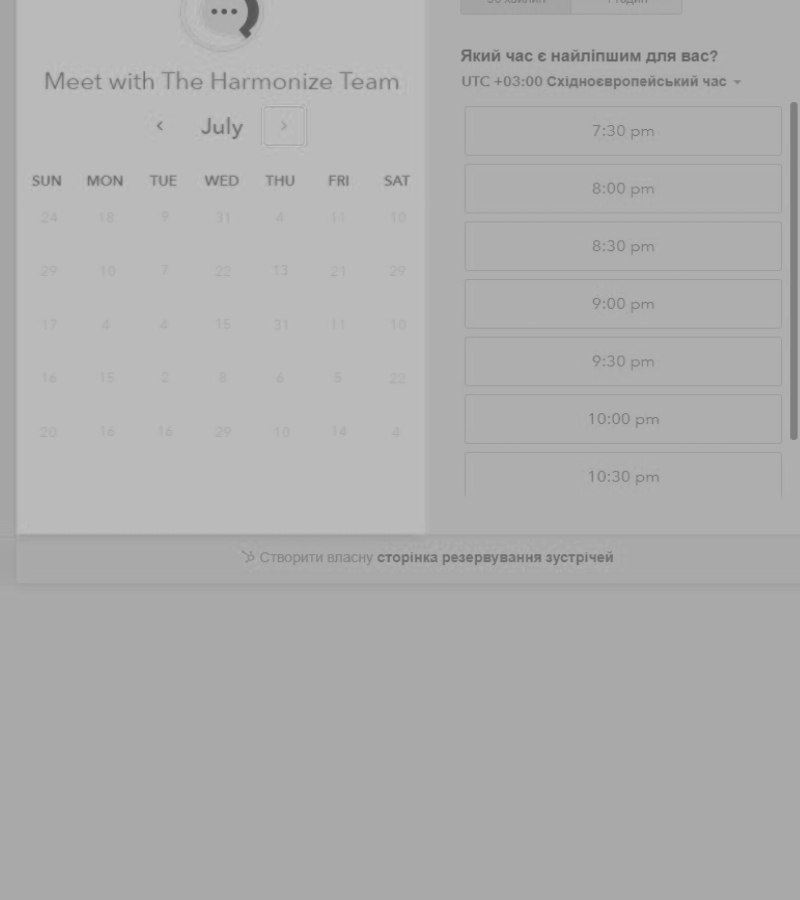 Meet with The Harmonize Team
July
SUN MON TUE WED THU FRI SAT
24 18 9 31 4 11 10
29 10 7 22 13 21 29
17 4 4 15 31 11 10
16 15 2 8 6 5 22
20 16 16 29 10 14 4
Який час є найліпшим для вас?
UTC +03:00 Східноєвропейський час
7:30 pm
8:00 pm
8:30 pm
9:00 pm
9:30 pm
10:00 pm
10:30 pm
Створити власну сторінка резервування зустрічей